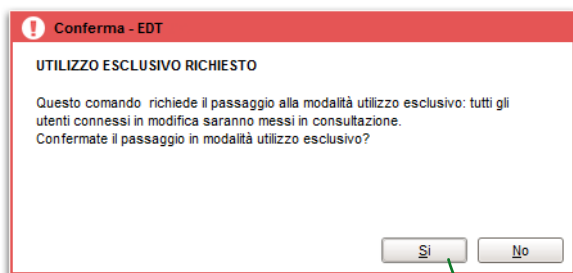 Conferma - EDT
UTILIZZO ESCLUSIVO RICHIESTO
Questo comando richiede il passaggio alla modalità utilizzo esclusivo: tutti gli
utenti connessi in modifica saranno messi in consultazione.
Confermate il passaggio in modalità utilizzo esclusivo?
Si No